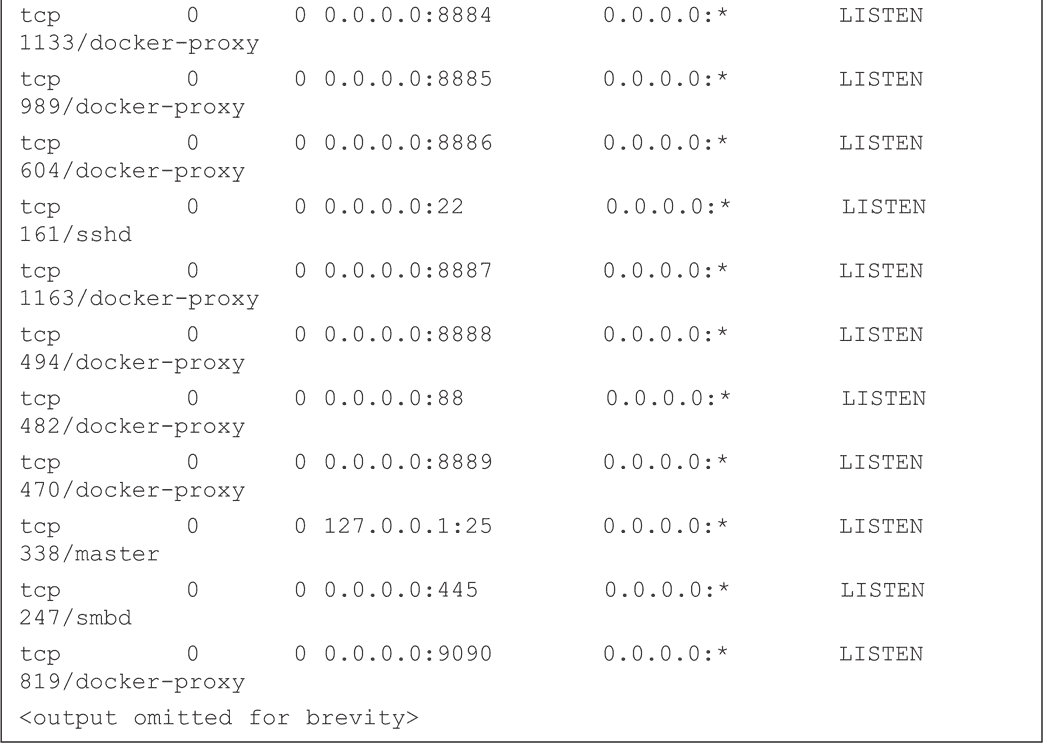 tcp 0 0 0.0.0.0:8884 0.0.0.0:* LISTEN
1133/docker-proxy
tcp 0 0 0.0.0.0:8885 0.0.0.0:* LISTEN
989/docker-proxy
tcp 0 0 0.0.0.0:8886 0.0.0.0:* LISTEN
604/docker-proxy
tcp 0 0 0.0.0.0:22 0.0.0.0:* LISTEN
161/sshd
tcp 0 0 0.0.0.0:8887 0.0.0.0:* LISTEN
1163/docker-proxy
tcp 0 0 0.0.0.0:8888 0.0.0.0:* LISTEN
494/docker-proxy
tcp 0 0 0.0.0.0:88 0.0.0.0:* LISTEN
482/docker-proxy
tcp 0 0 0.0.0.0:8889 0.0.0.0:* LISTEN
470/docker-proxy
tcp 0 0 127.0.0.1:25 0.0.0.0:* LISTEN
338/master
tcp 0 0 0.0.0.0:445 0.0.0.0:* LISTEN
247/smbd
tcp 0 0 0.0.0.0:9090 0.0.0.0:* LISTEN
819/docker-proxy
<output omitted for brevity>